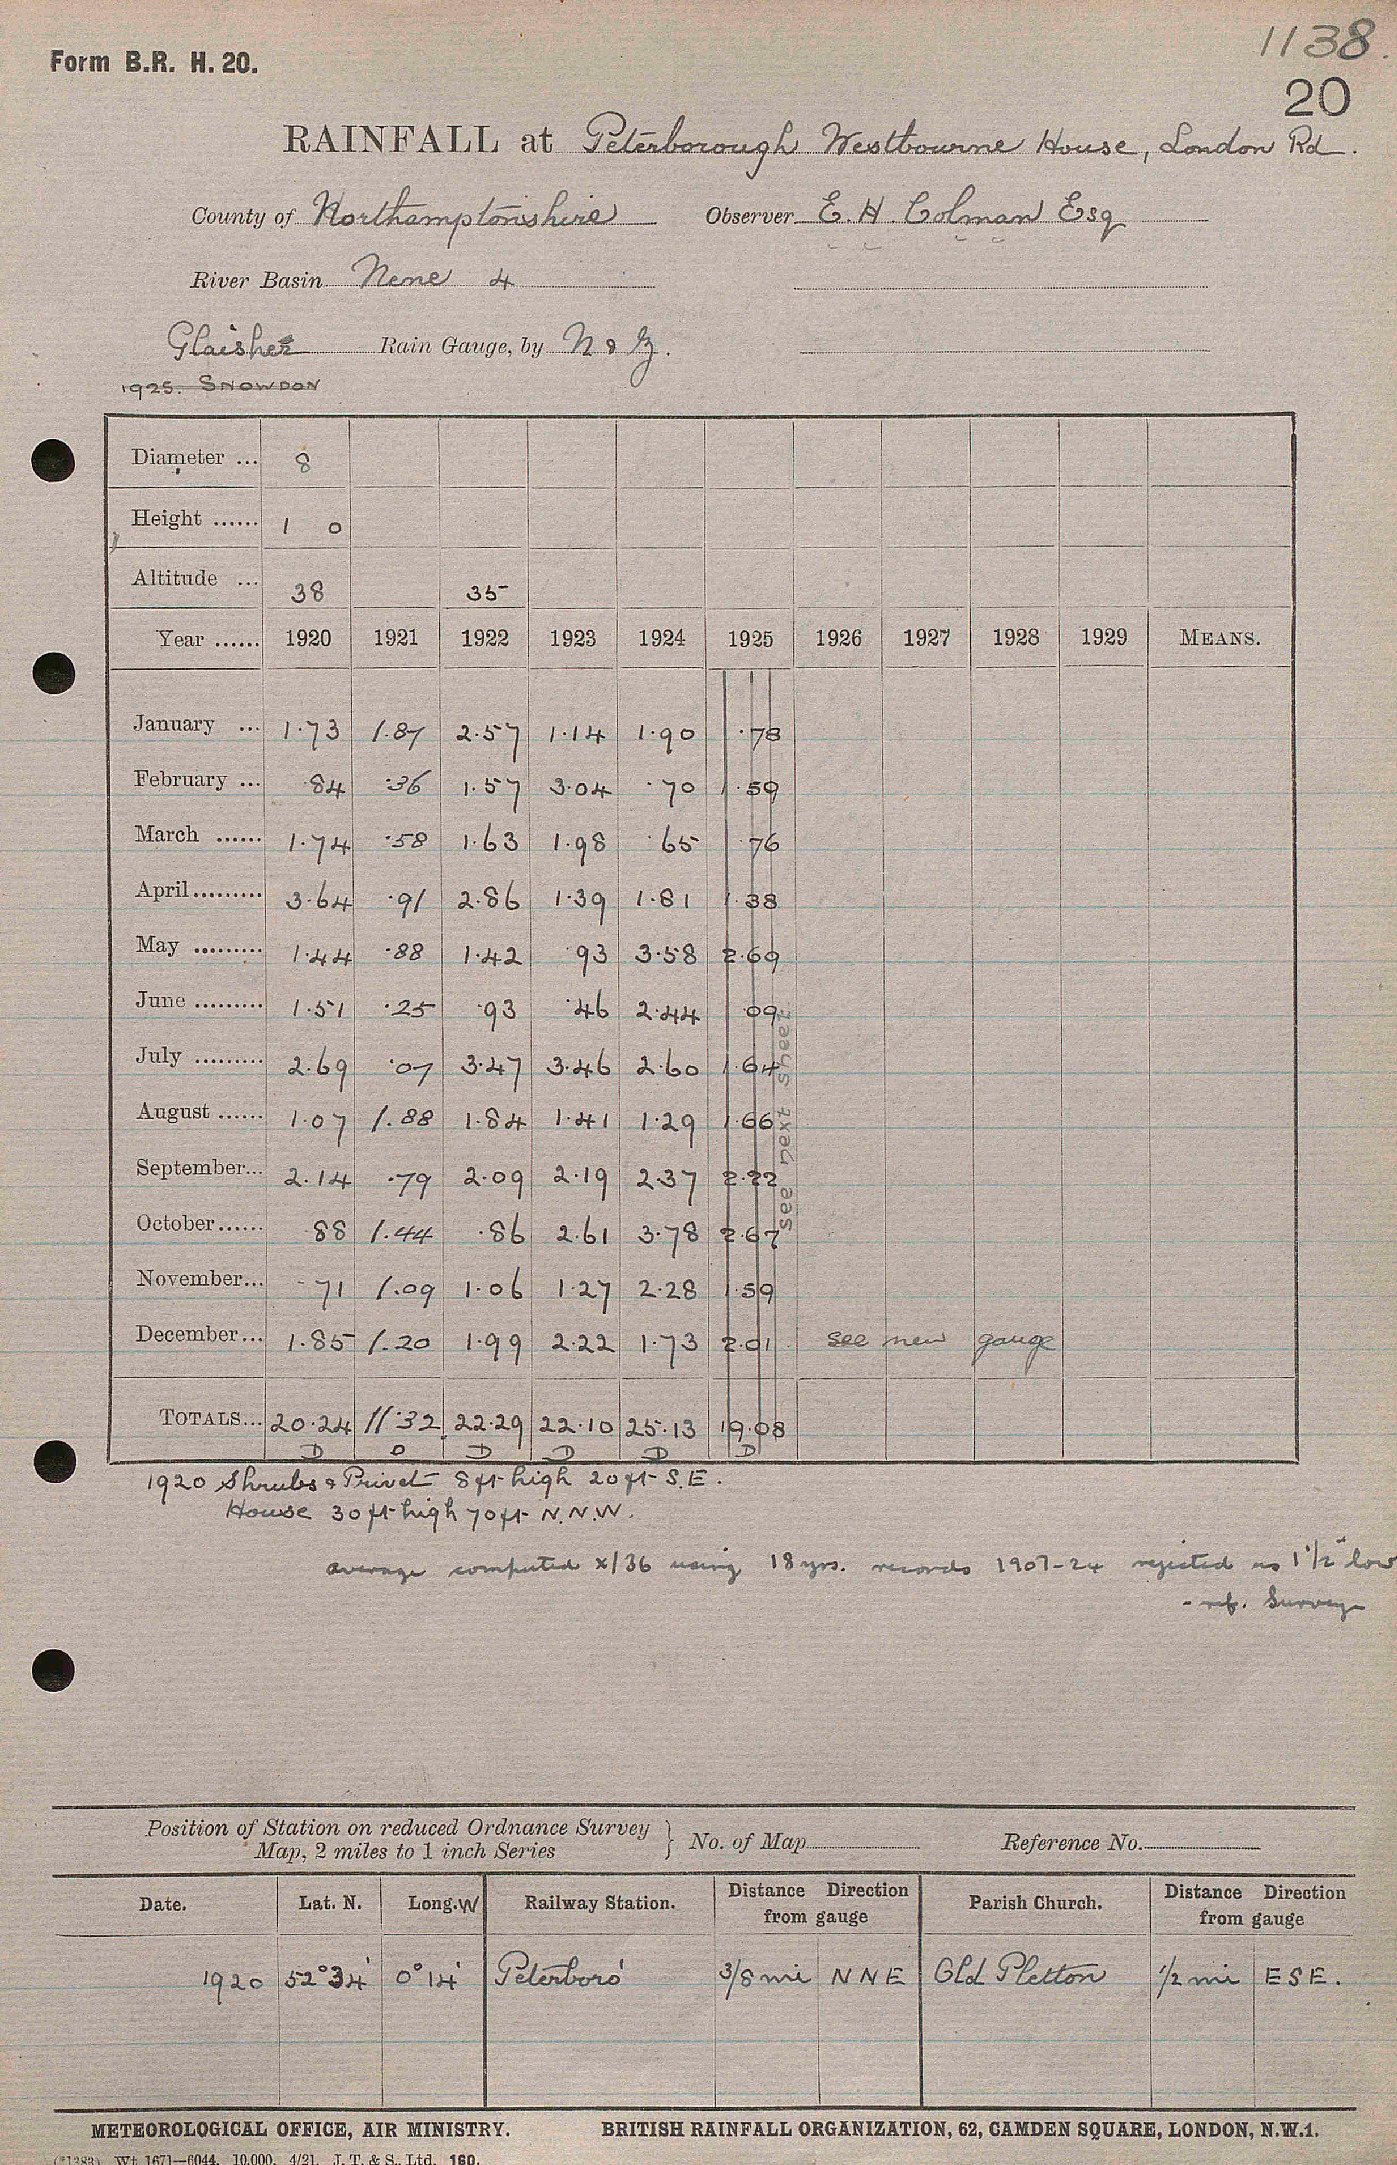 1138.
Form B.R. H. 20.
20
RAINFALL at Peterborough Westbourne House, London Rd.
County of Northamptonshire Observer E. H. Colman Esq
River Basin Nene 4
Glaisher Rain Gauge, by N & Z.
1925. SNOWDON
Diameter ... 8
Height ...... 1 0
Altitude ... 38 35
Year ...... 1920 1921 1922 1923 1924 1925 1926 1927 1928 1929 MEANS.
January ... 1.73 1.87 2.57 1.14 1.90 .78
February ... .84 .36 1.57 3.04 .70 1.59
March ...... 1.74 .58 1.63 1.98 .65 .76
April......... 3.64 .91 2.86 1.39 1.81 1.38
May ......... 1.44 .88 1.42 .93 3.58 2.69
June ......... 1.51 .25 .93 .46 2.44 .09
July ......... 2.69 .07 3.47 3.46 2.60 1.64
August ...... 1.07 1.88 1.84 1.41 1.29 1.66
September... 2.14 .79 2.09 2.19 2.37 2.22
October...... .88 1.44 .86 2.61 3.78 2.67
November... .71 1.09 1.06 1.27 2.28 1.59
December... 1.85 1.20 1.99 2.22 1.73 2.01 see new gauge
see next sheet
TOTALS... 20.24 11.32 22.29 22.10 25.13 19.08
D D D D D D
1920 Shrubs & Privet 8ft high 20ft S.E.
House 30ft high 70ft N.N.W.
average computed x/36 using 18 yrs. records 1907-24 rejected as 1 1/2" low
- ref. Survey
Position of Station on reduced Ordnance Survey
Map, 2 miles to 1 inch Series } No. of Map Reference No.
Date. Lat. N. Long. W Railway Station. Distance Direction from gauge Parish Church. Distance Direction from gauge
1920 52°34' 0°14' Peterboro' 3/8 mi NNE Old Fletton 1/2 mi ESE.
METEOROLOGICAL OFFICE, AIR MINISTRY. BRITISH RAINFALL ORGANIZATION, 62, CAMDEN SQUARE, LONDON, N.W.1.
(*1383) Wt. 1671—6044. 10,000. 4/21. J. T. & S., Ltd. 160.